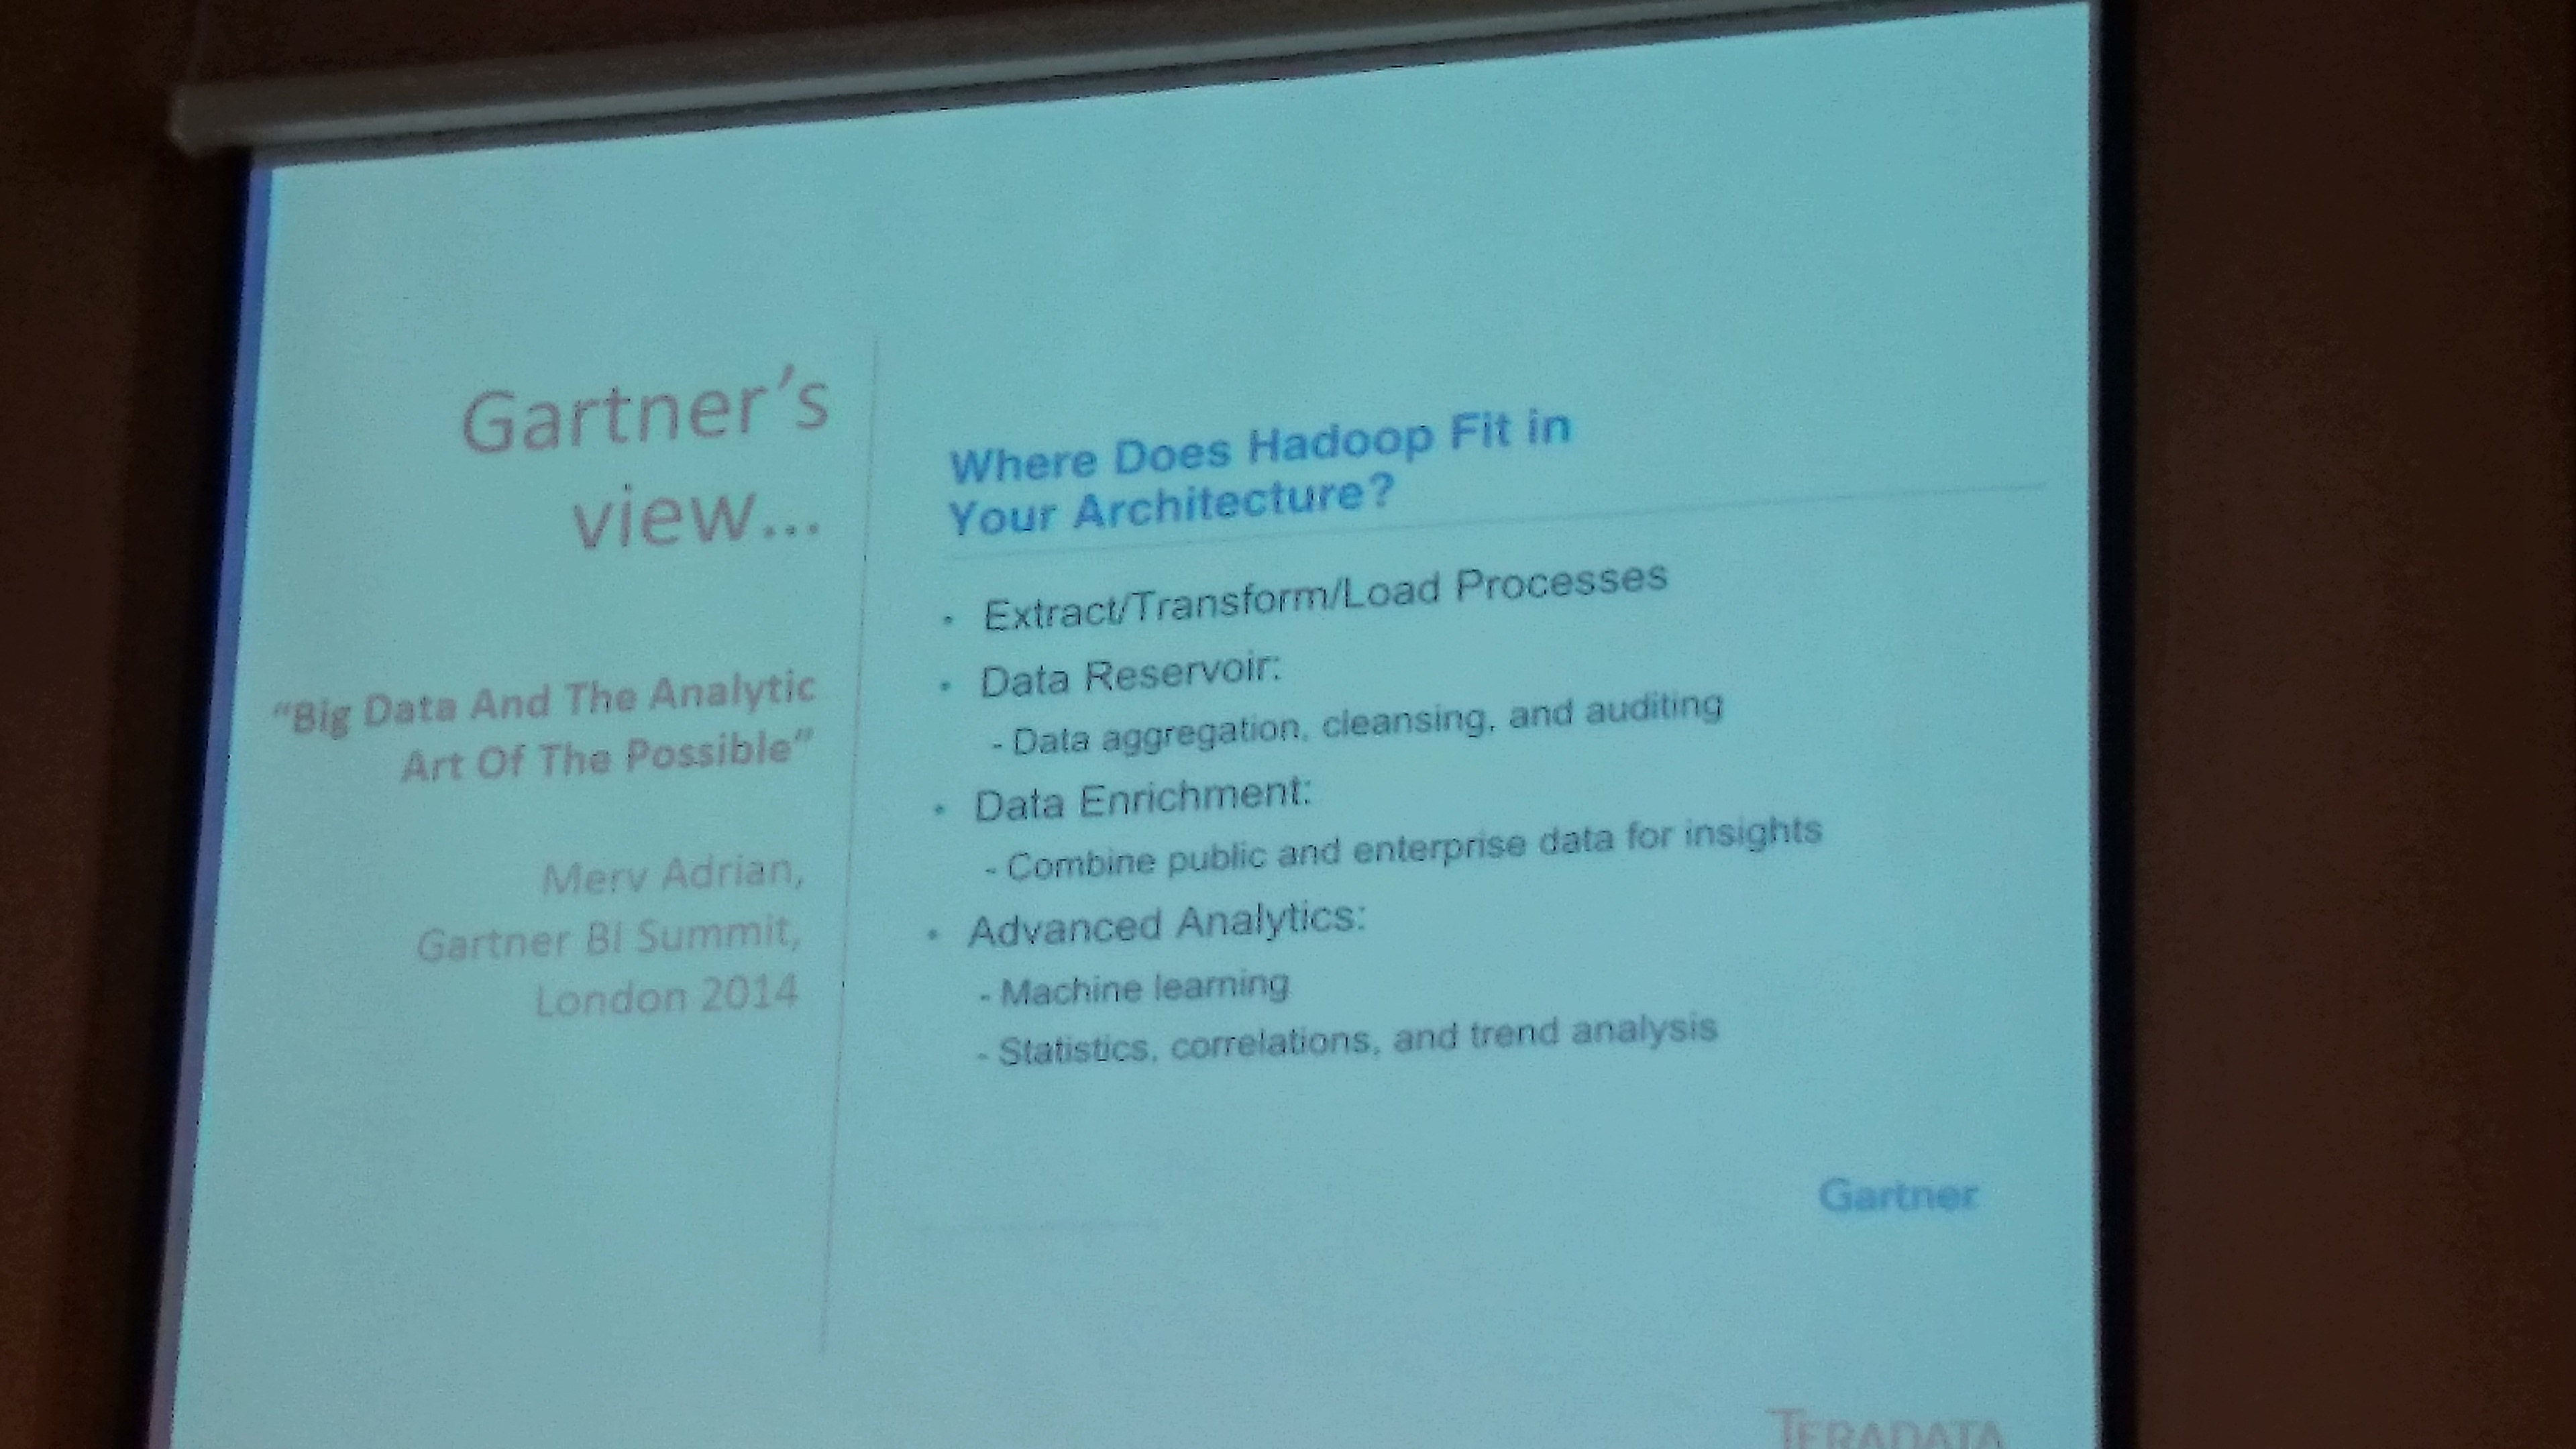 Gartner's
view...
"Big Data And The Analytic
Art Of The Possible"
Merv Adrian,
Gartner BI Summit,
London 2014
Where Does Hadoop Fit in
Your Architecture?
• Extract/Transform/Load Processes
• Data Reservoir:
- Data aggregation, cleansing, and auditing
• Data Enrichment:
- Combine public and enterprise data for insights
• Advanced Analytics:
- Machine learning
- Statistics, correlations, and trend analysis
Gartner
TERADATA